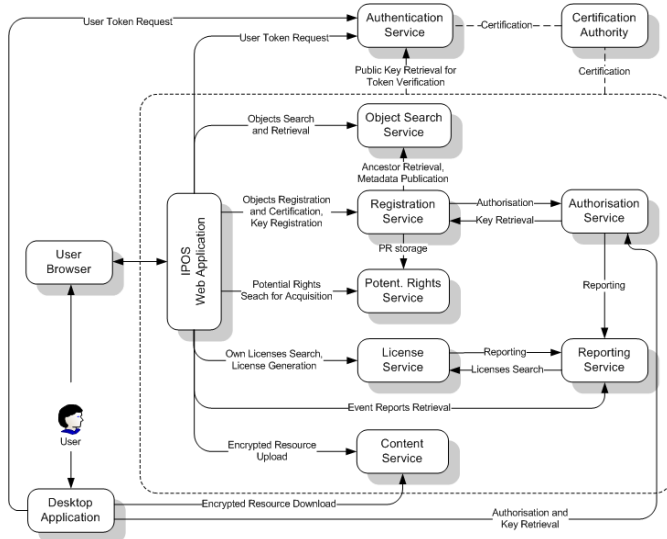 User Token Request
Authentication
Service
Certification
Certification
Authority
User Token Request
Public Key Retrieval for
Token Verification
Certification
Objects Search
and Retrieval
Object Search
Service
Ancestor Retrieval,
Metadata Publication
Objects Registration
and Certification,
Key Registration
Registration
Service
Authorisation
Key Retrieval
Authorisation
Service
IPOS
Web Application
User
Browser
PR storage
Potential Rights
Seach for Acquisition
Potent. Rights
Service
Reporting
Own Licenses Search,
License Generation
License
Service
Reporting
Licenses Search
Reporting
Service
Event Reports Retrieval
User
Encrypted Resource
Upload
Content
Service
Desktop
Application
Encrypted Resource Download
Authorisation and
Key Retrieval